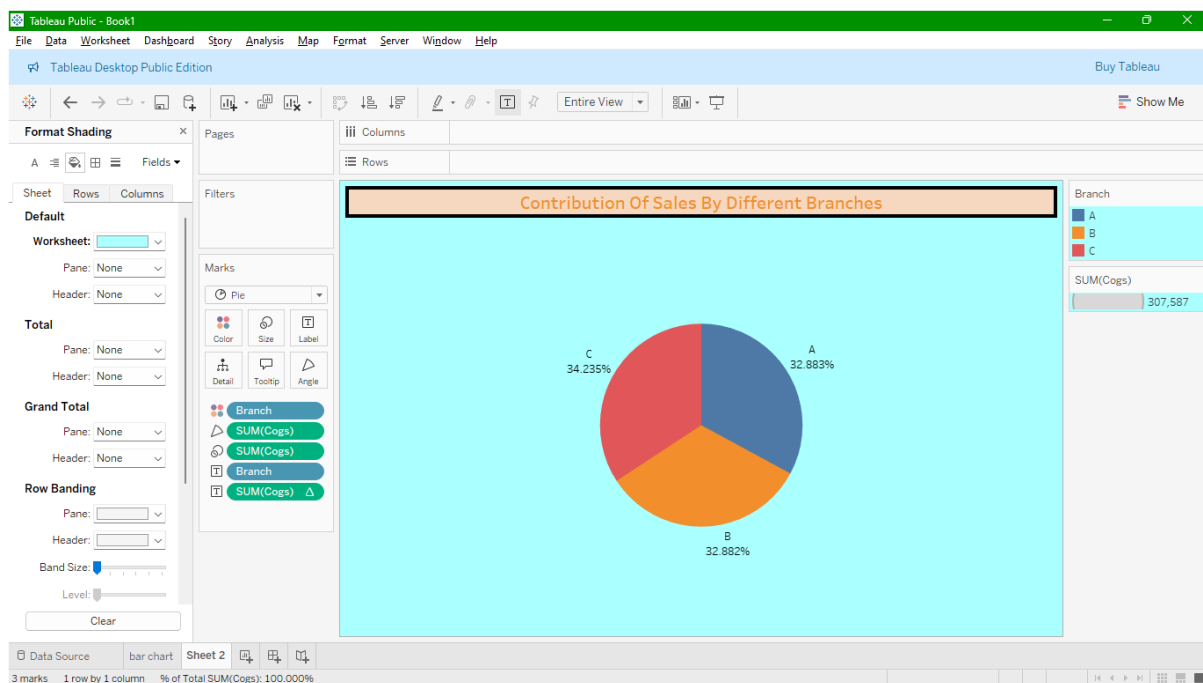 Tableau Public - Book1
File Data Worksheet Dashboard Story Analysis Map Format Server Window Help
Tableau Desktop Public Edition
Buy Tableau
Entire View
Show Me
Format Shading
Fields
Sheet Rows Columns
Default
Worksheet:
Pane: None
Header: None
Total
Pane: None
Header: None
Grand Total
Pane: None
Header: None
Row Banding
Pane:
Header:
Band Size:
Level:
Clear
Pages
Filters
Marks
Pie
Color Size Label
Detail Tooltip Angle
Branch
SUM(Cogs)
SUM(Cogs)
Branch
SUM(Cogs) Δ
Columns
Rows
Contribution Of Sales By Different Branches
C
34.235%
A
32.883%
B
32.882%
Branch
A
B
C
SUM(Cogs)
307,587
Data Source bar chart Sheet 2
3 marks 1 row by 1 column % of Total SUM(Cogs): 100.000%